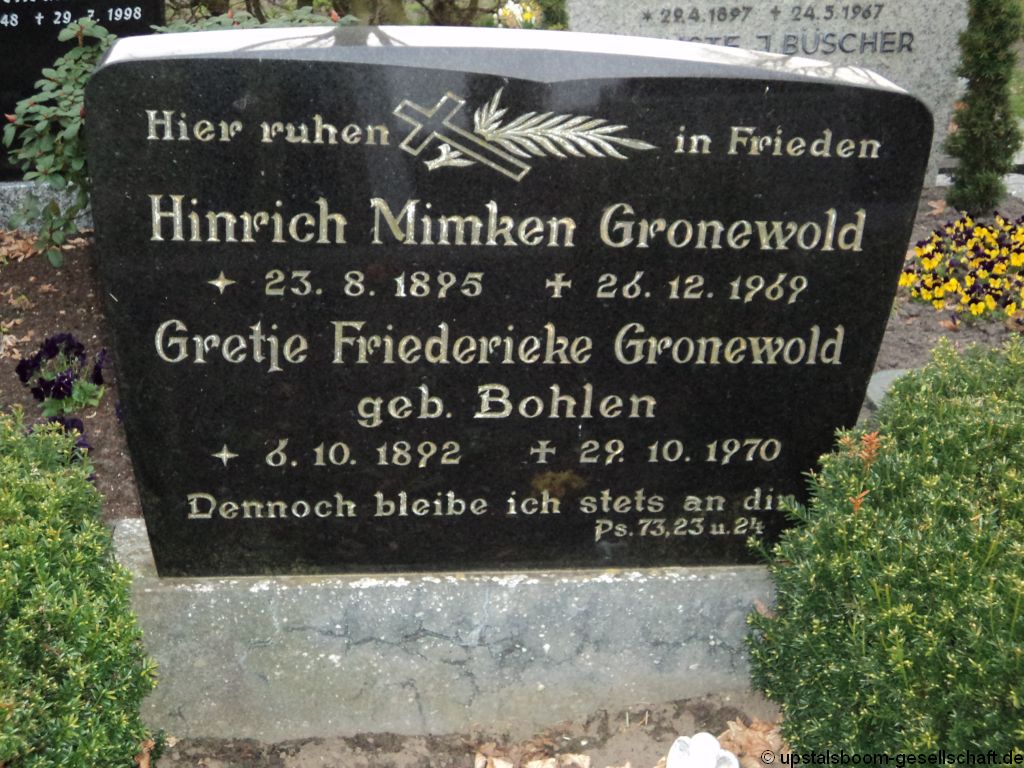 48 ✝ 29.7.1998
* 29.4.1897 ✝ 24.5.1967
J. BÜSCHER
Hier ruhen in Frieden
Hinrich Mimken Gronewold
✦ 23. 8. 1895 ✝ 26. 12. 1969
Gretje Friederieke Gronewold
geb. Bohlen
✦ 6. 10. 1892 ✝ 29. 10. 1970
Dennoch bleibe ich stets an dir
Ps. 73,23 u. 24
© upstalsboom-gesellschaft.de